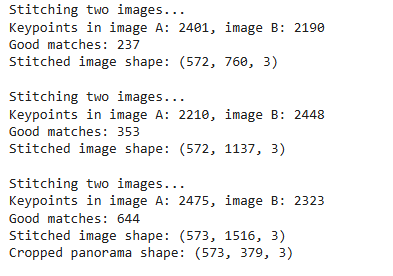 Stitching two images...
Keypoints in image A: 2401, image B: 2190
Good matches: 237
Stitched image shape: (572, 760, 3)
Stitching two images...
Keypoints in image A: 2210, image B: 2448
Good matches: 353
Stitched image shape: (572, 1137, 3)
Stitching two images...
Keypoints in image A: 2475, image B: 2323
Good matches: 644
Stitched image shape: (573, 1516, 3)
Cropped panorama shape: (573, 379, 3)